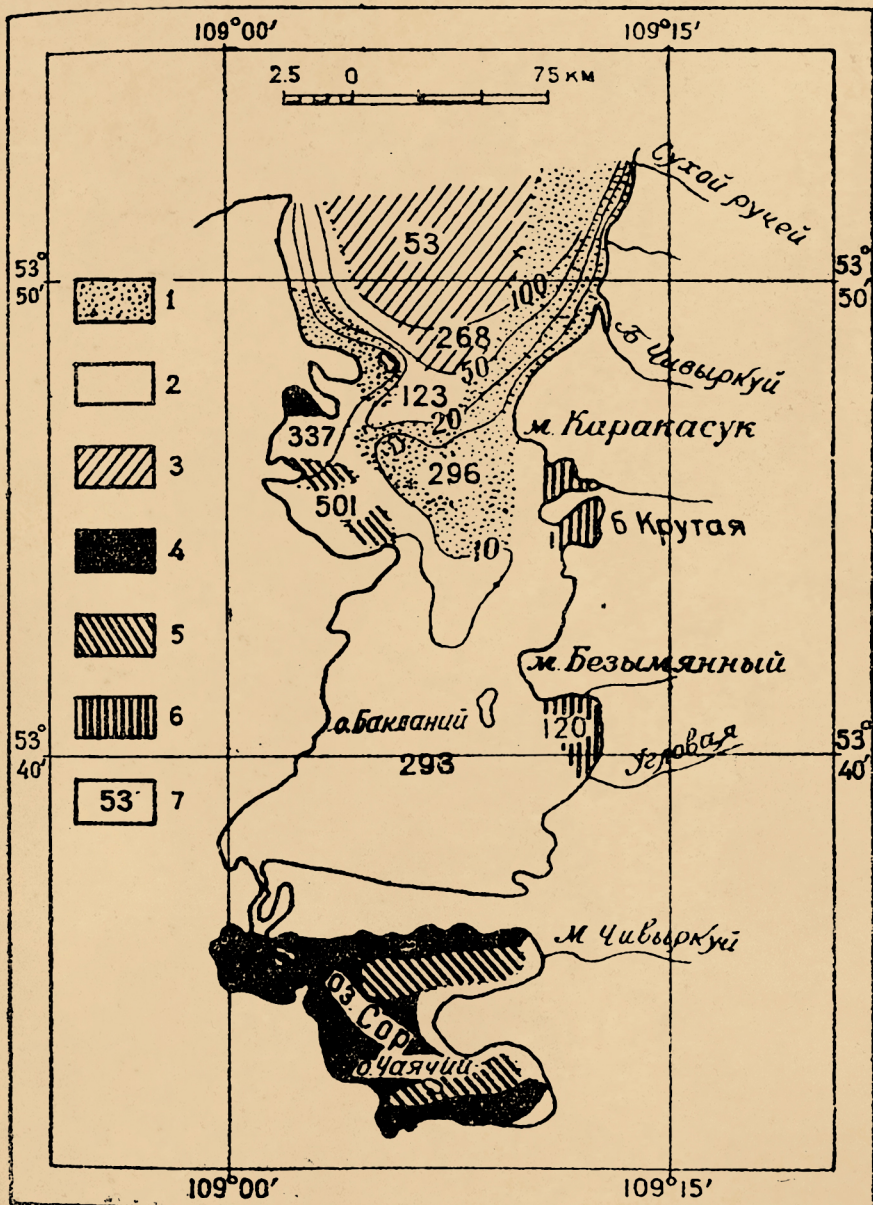 109°00′ 109°15′
2.5 0 75 км
Сухой ручей
53°
50′
53°
50′
53
100
268
50
Б Чивыркуй
123
20
м. Карапасук
337
296
501
10
б Крутая
м. Безымянный
о.Бакланий
120
Угловая
53°
40′
53°
40′
293
1
2
3
4
5
6
53 7
М Чивыркуй
оз. Сор
о.Чаячий
109°00′ 109°15′